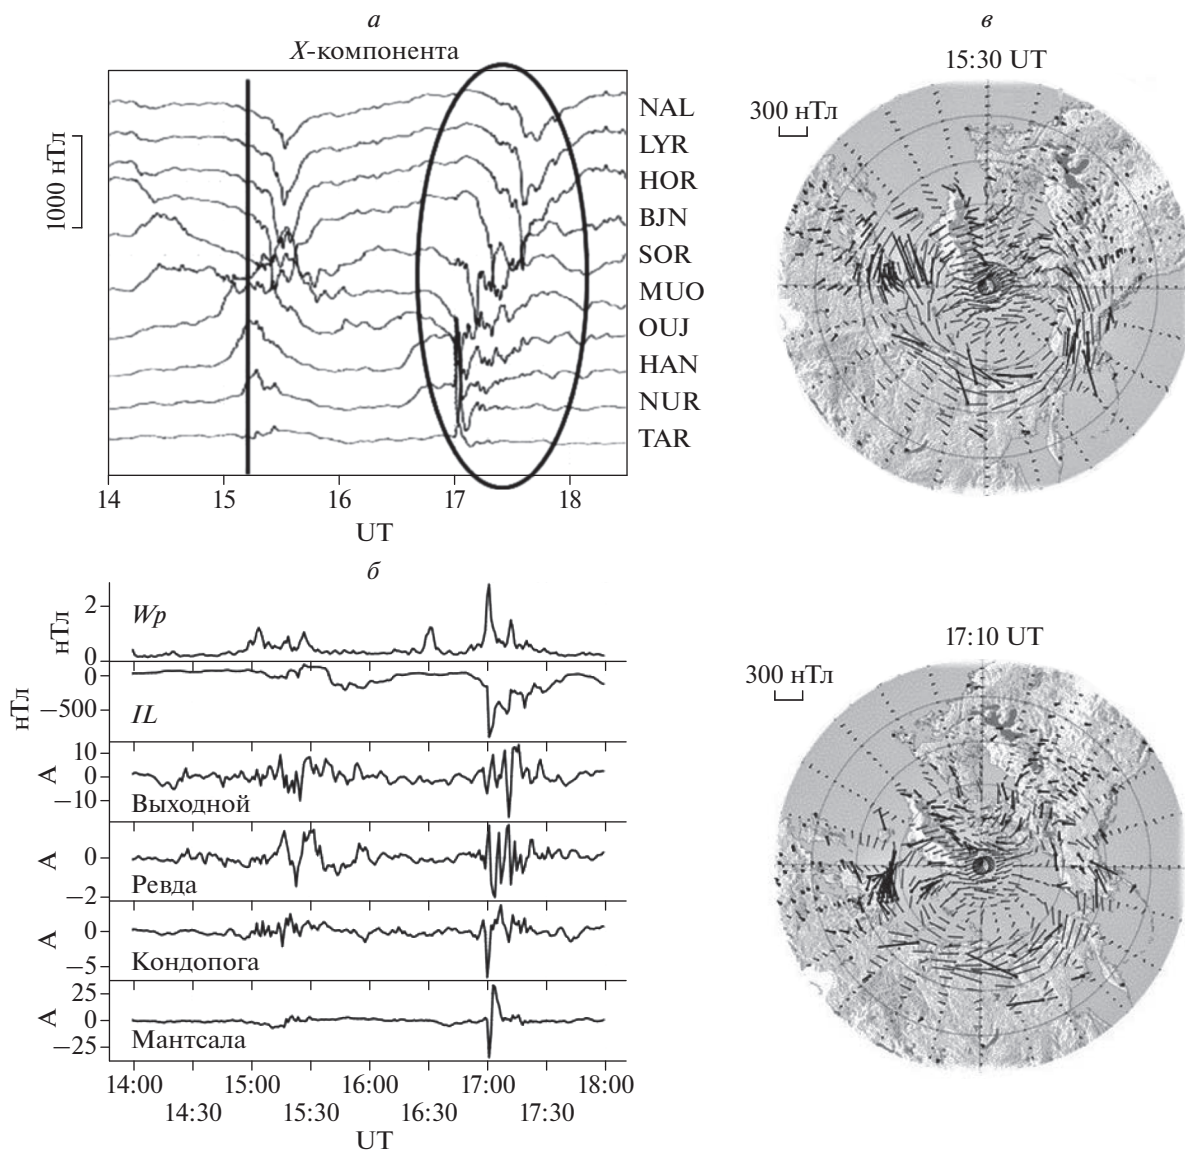 а
X-компонента
1000 нТл
NAL
LYR
HOR
BJN
SOR
MUO
OUJ
HAN
NUR
TAR
14 15 16 17 18
UT
б
нТл
2
0
Wp
нТл
0
−500
IL
А
10
0
−10
Выходной
А
0
−2
Ревда
А
0
−5
Кондопога
А
25
0
−25
Мантсала
14:00 15:00 16:00 17:00 18:00
14:30 15:30 16:30 17:30
UT
в
15:30 UT
300 нТл
17:10 UT
300 нТл